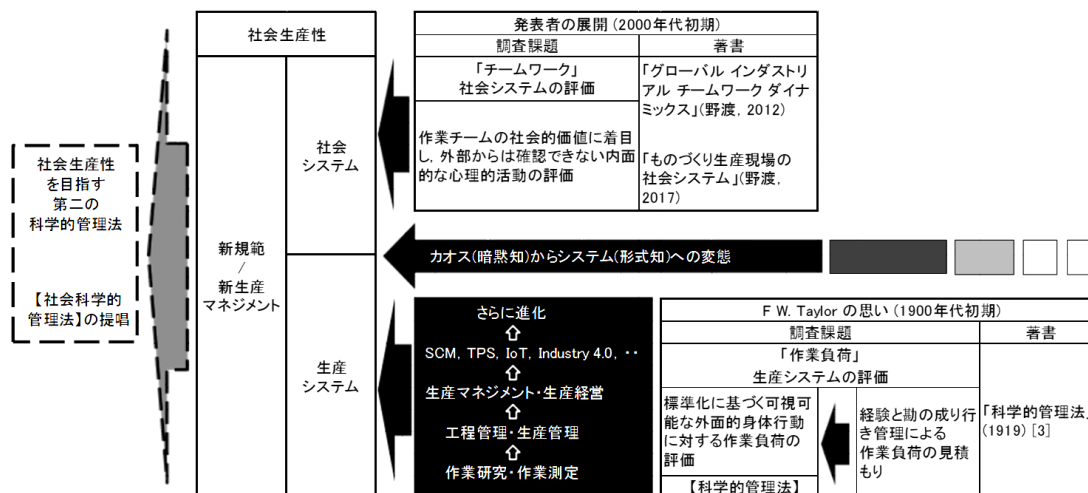 社会生産性
を目指す
第二の
科学的管理法
【社会科学的
管理法】の提唱
社会生産性
新規範
/
新生産
マネジメント
社会
システム
生産
システム
発表者の展開 (2000年代初期)
調査課題
著書
「チームワーク」
社会システムの評価
作業チームの社会的価値に着目
し, 外部からは確認できない内面
的な心理的活動の評価
「グローバル インダストリ
アル チームワーク ダイナ
ミックス」(野渡, 2012)
「ものづくり生産現場の
社会システム」(野渡,
2017)
カオス(暗黙知)からシステム(形式知)への変態
さらに進化
SCM, TPS, IoT, Industry 4.0, ‥
生産マネジメント・生産経営
工程管理・生産管理
作業研究・作業測定
F W. Taylor の思い (1900年代初期)
調査課題
著書
「作業負荷」
生産システムの評価
標準化に基づく可視可
能な外面的身体行動
に対する作業負荷の
評価
【科学的管理法】
経験と勘の成り行
き管理による
作業負荷の見積
もり
「科学的管理法」
(1919) [3]